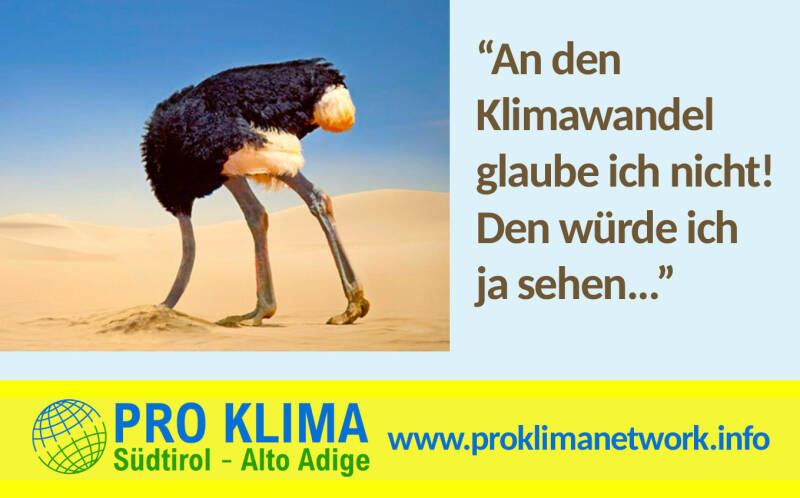 “An den
Klimawandel
glaube ich nicht!
Den würde ich
ja sehen...”
PRO KLIMA
Südtirol - Alto Adige
www.proklimanetwork.info